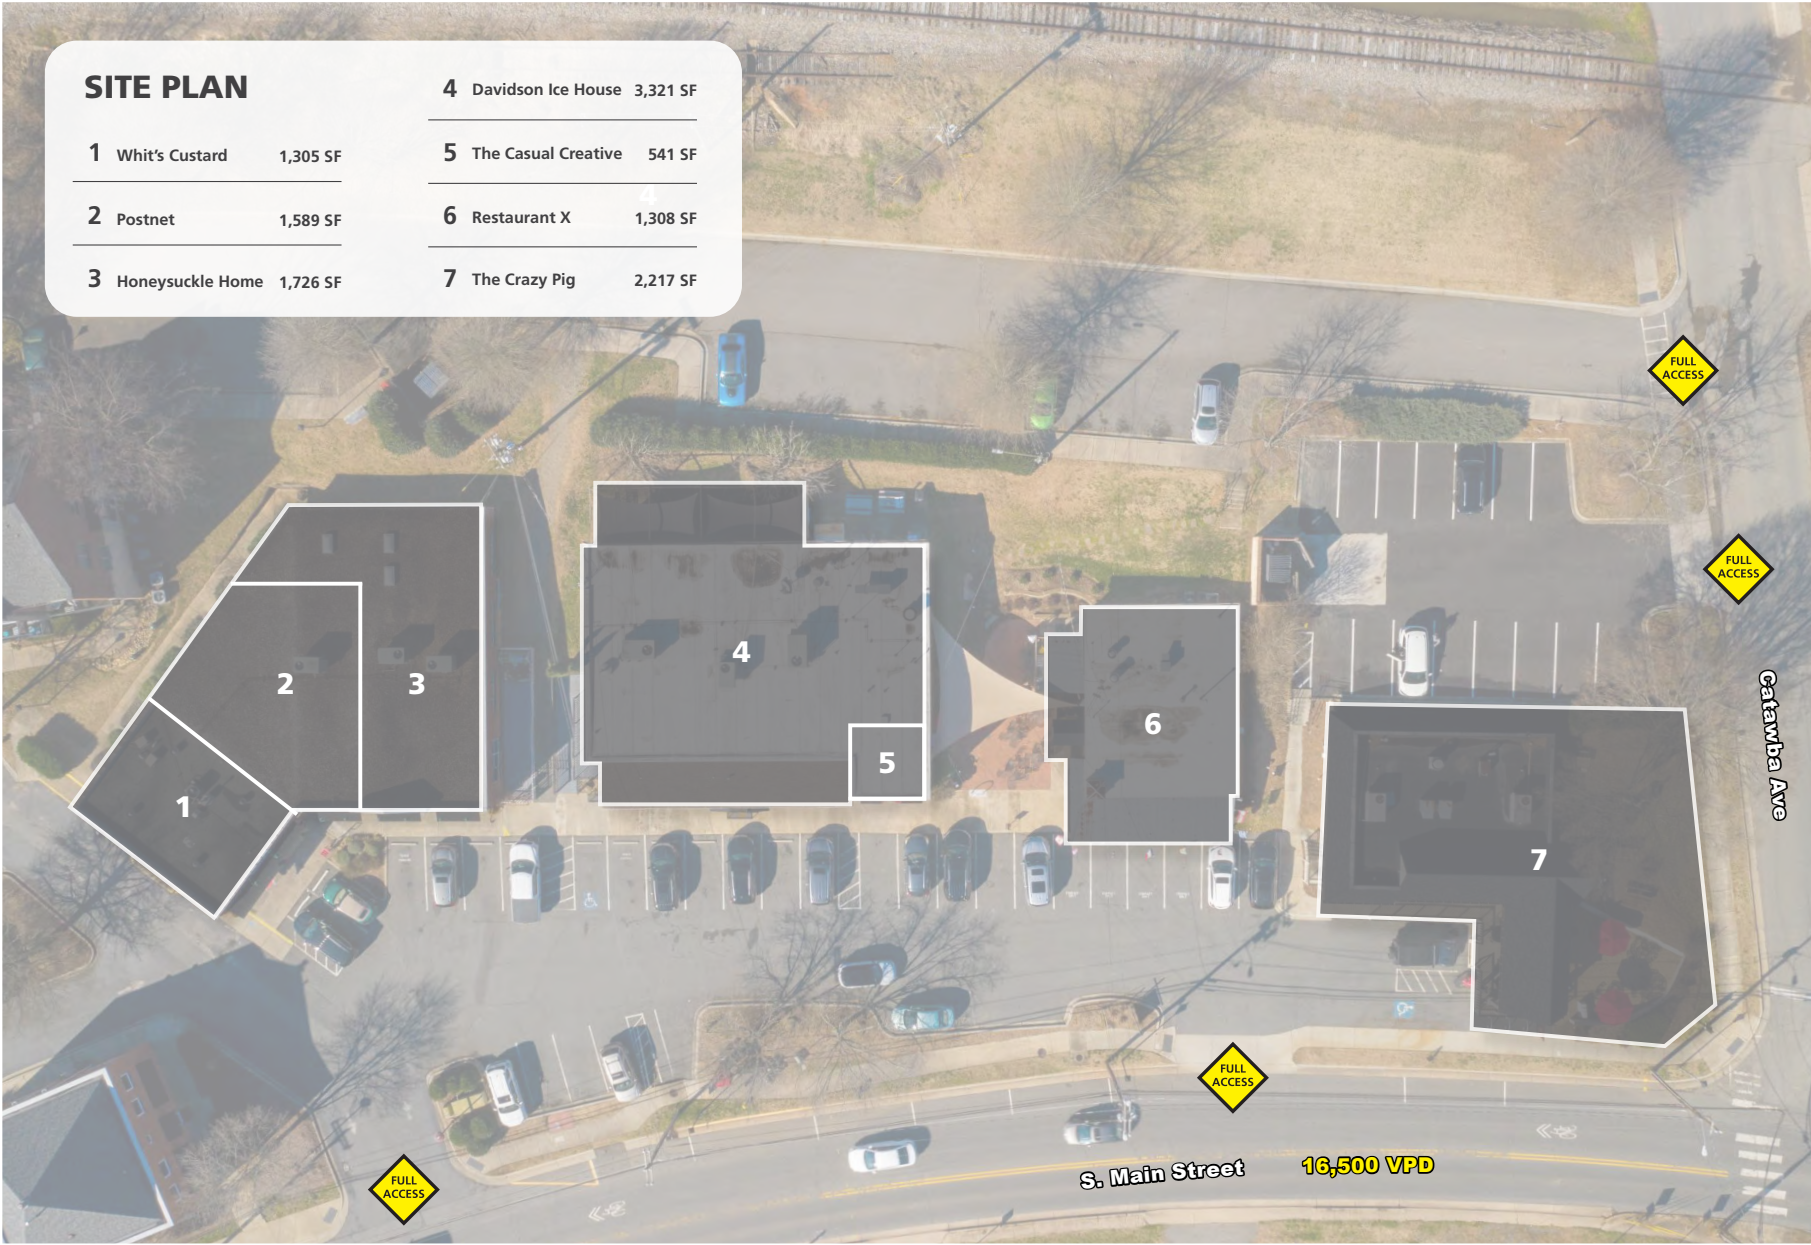 SITE PLAN
1 Whit's Custard 1,305 SF
2 Postnet 1,589 SF
3 Honeysuckle Home 1,726 SF
4 Davidson Ice House 3,321 SF
5 The Casual Creative 541 SF
4
6 Restaurant X 1,308 SF
7 The Crazy Pig 2,217 SF
FULL
ACCESS
FULL
ACCESS
4
2
3
6
Catawba Ave
5
1
7
FULL
ACCESS
S. Main Street
16,500 VPD
FULL
ACCESS